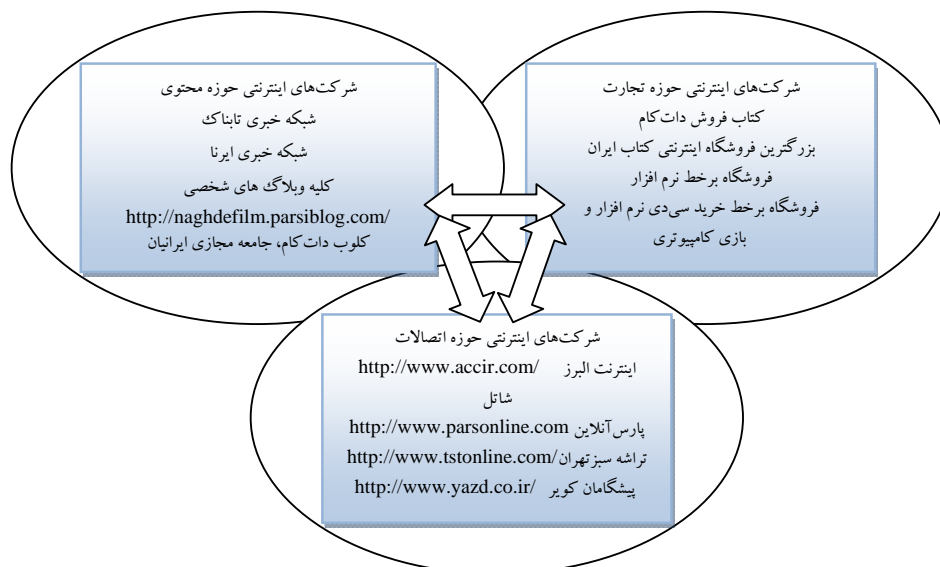 شرکت‌های اینترنتی حوزه تجارت
کتاب فروش دات‌کام
بزرگترین فروشگاه اینترنتی کتاب ایران
فروشگاه برخط نرم افزار
فروشگاه برخط خرید سی‌دی نرم افزار و
بازی کامپیوتری
شرکت‌های اینترنتی حوزه محتوی
شبکه خبری تابناک
شبکه خبری ایرنا
کلیه وبلاگ های شخصی
http://naghdefilm.parsiblog.com/
کلوب دات‌کام، جامعه مجازی ایرانیان
شرکت‌های اینترنتی حوزه اتصالات
اینترنت البرز http://www.accir.com/
شاتل
پارس‌آنلاین http://www.parsonline.com
تراشه سبزتهران/http://www.tstonline.com
پیشگامان کویر http://www.yazd.co.ir/